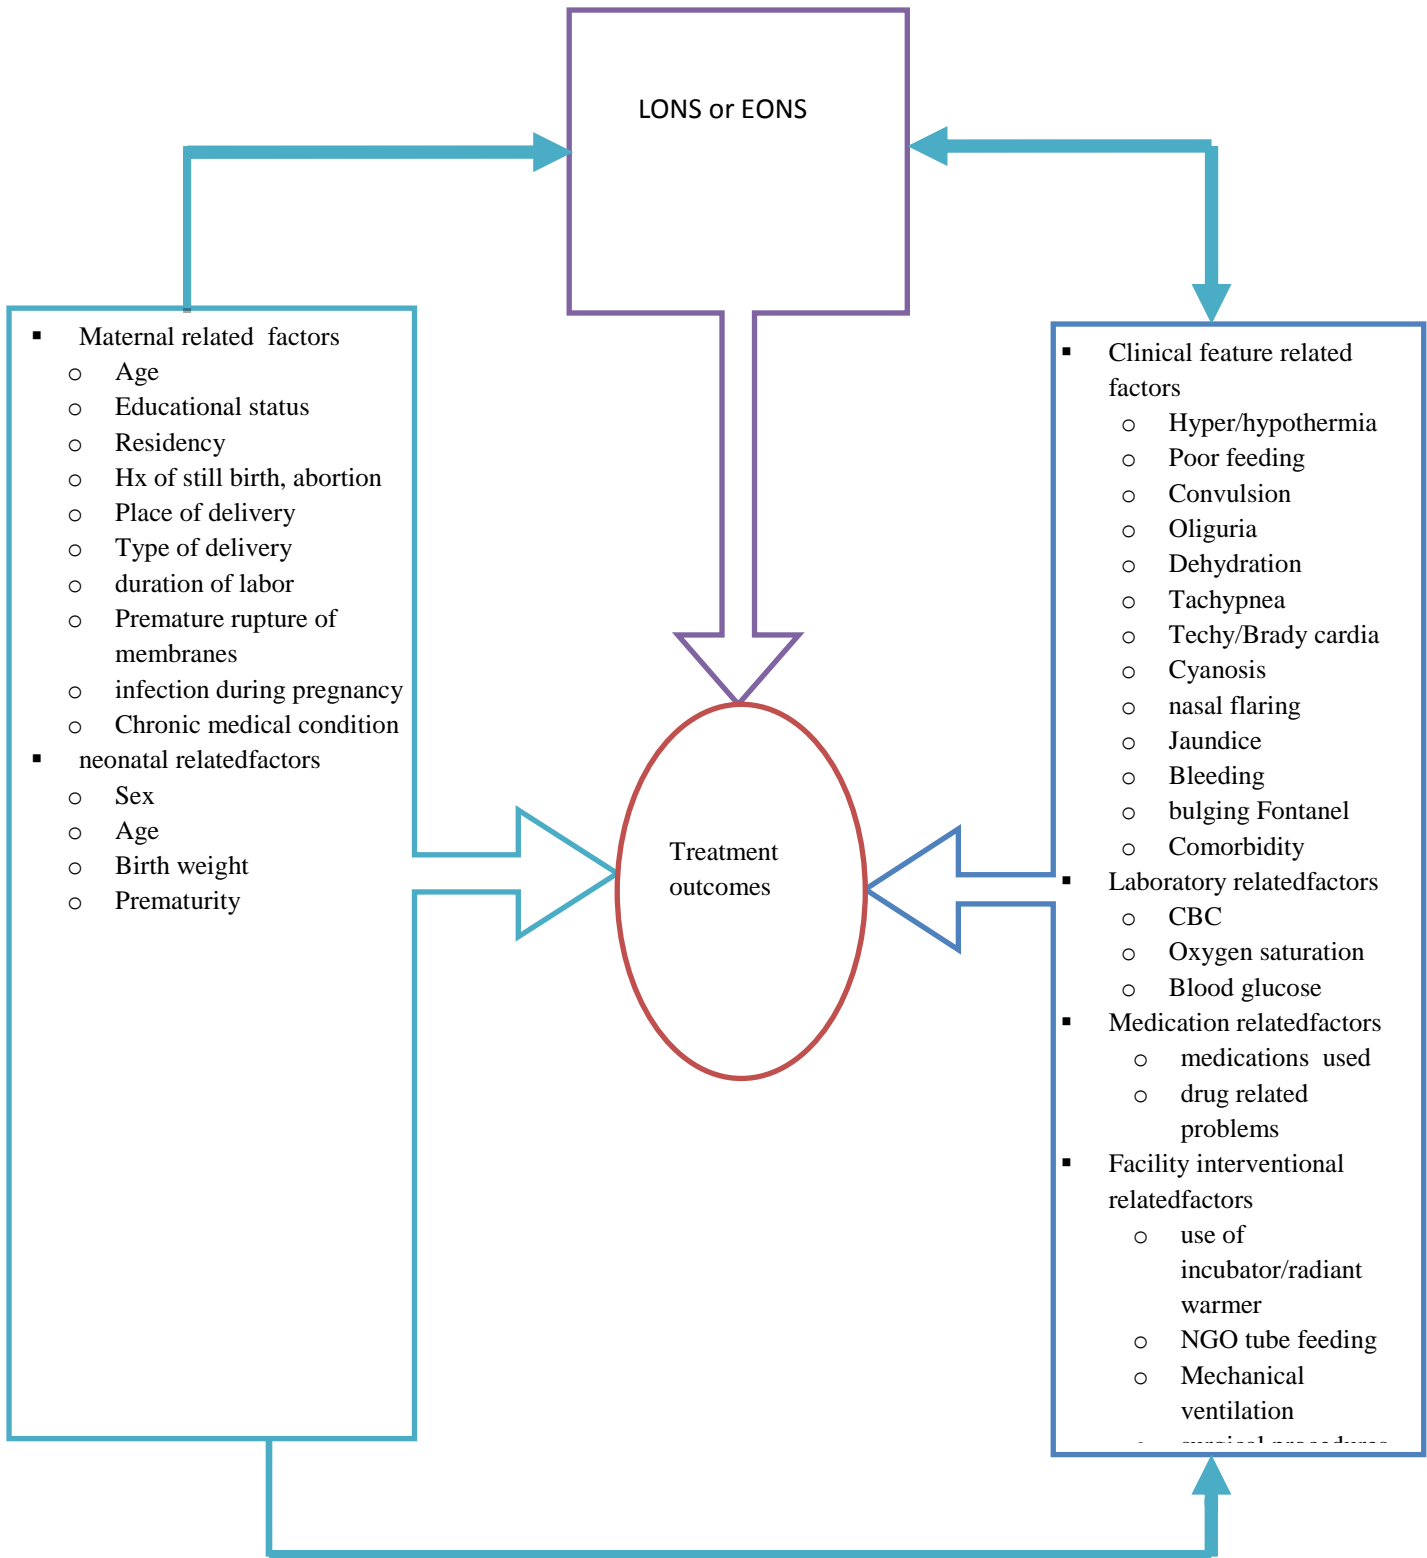 LONS or EONS
▪ Maternal related factors
o Age
o Educational status
o Residency
o Hx of still birth, abortion
o Place of delivery
o Type of delivery
o duration of labor
o Premature rupture of
membranes
o infection during pregnancy
o Chronic medical condition
▪ neonatal relatedfactors
o Sex
o Age
o Birth weight
o Prematurity
Treatment
outcomes
▪ Clinical feature related
factors
o Hyper/hypothermia
o Poor feeding
o Convulsion
o Oliguria
o Dehydration
o Tachypnea
o Techy/Brady cardia
o Cyanosis
o nasal flaring
o Jaundice
o Bleeding
o bulging Fontanel
o Comorbidity
▪ Laboratory relatedfactors
o CBC
o Oxygen saturation
o Blood glucose
▪ Medication relatedfactors
o medications used
o drug related
problems
▪ Facility interventional
relatedfactors
o use of
incubator/radiant
warmer
o NGO tube feeding
o Mechanical
ventilation